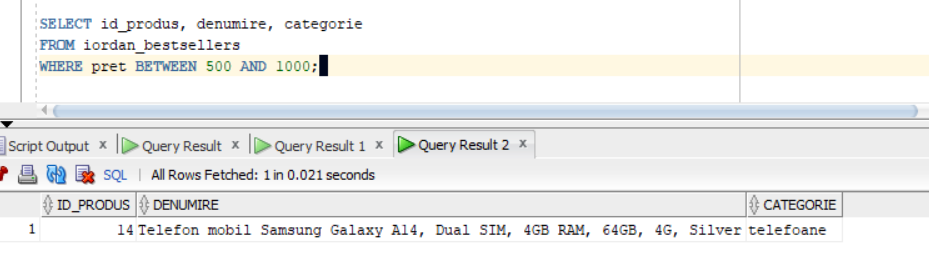 SELECT id_produs, denumire, categorie
FROM iordan_bestsellers
WHERE pret BETWEEN 500 AND 1000;
Script Output x Query Result x Query Result 1 x Query Result 2 x
SQL | All Rows Fetched: 1 in 0.021 seconds
ID_PRODUS DENUMIRE CATEGORIE
1 14 Telefon mobil Samsung Galaxy A14, Dual SIM, 4GB RAM, 64GB, 4G, Silver telefoane